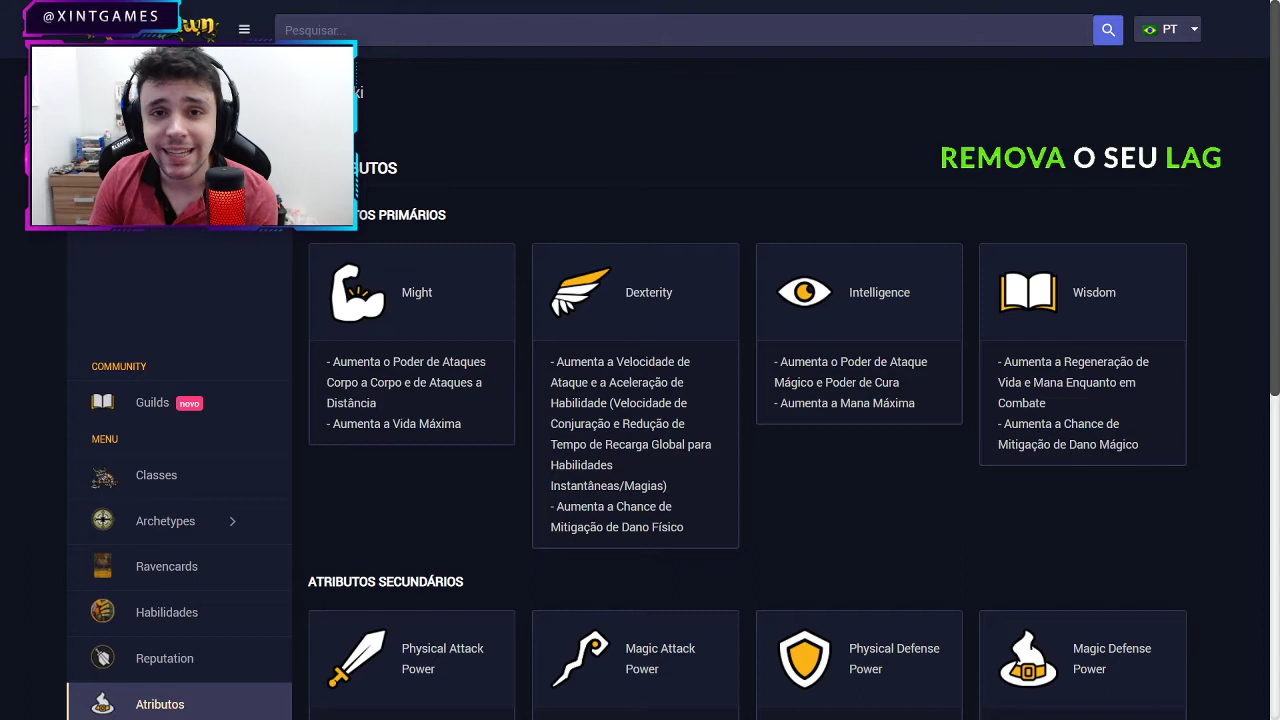 @XINTGAMES
Pesquisar...
PT
REMOVA O SEU LAG
PRIMÁRIOS
Might
- Aumenta o Poder de Ataques
Corpo a Corpo e de Ataques a
Distância
- Aumenta a Vida Máxima
Dexterity
- Aumenta a Velocidade de
Ataque e a Aceleração de
Habilidade (Velocidade de
Conjuração e Redução de
Tempo de Recarga Global para
Habilidades
Instantâneas/Magias)
- Aumenta a Chance de
Mitigação de Dano Físico
Intelligence
- Aumenta o Poder de Ataque
Mágico e Poder de Cura
- Aumenta a Mana Máxima
Wisdom
- Aumenta a Regeneração de
Vida e Mana Enquanto em
Combate
- Aumenta a Chance de
Mitigação de Dano Mágico
COMMUNITY
Guilds novo
MENU
Classes
Archetypes
Ravencards
Habilidades
Reputation
Atributos
ATRIBUTOS SECUNDÁRIOS
Physical Attack
Power
Magic Attack
Power
Physical Defense
Power
Magic Defense
Power